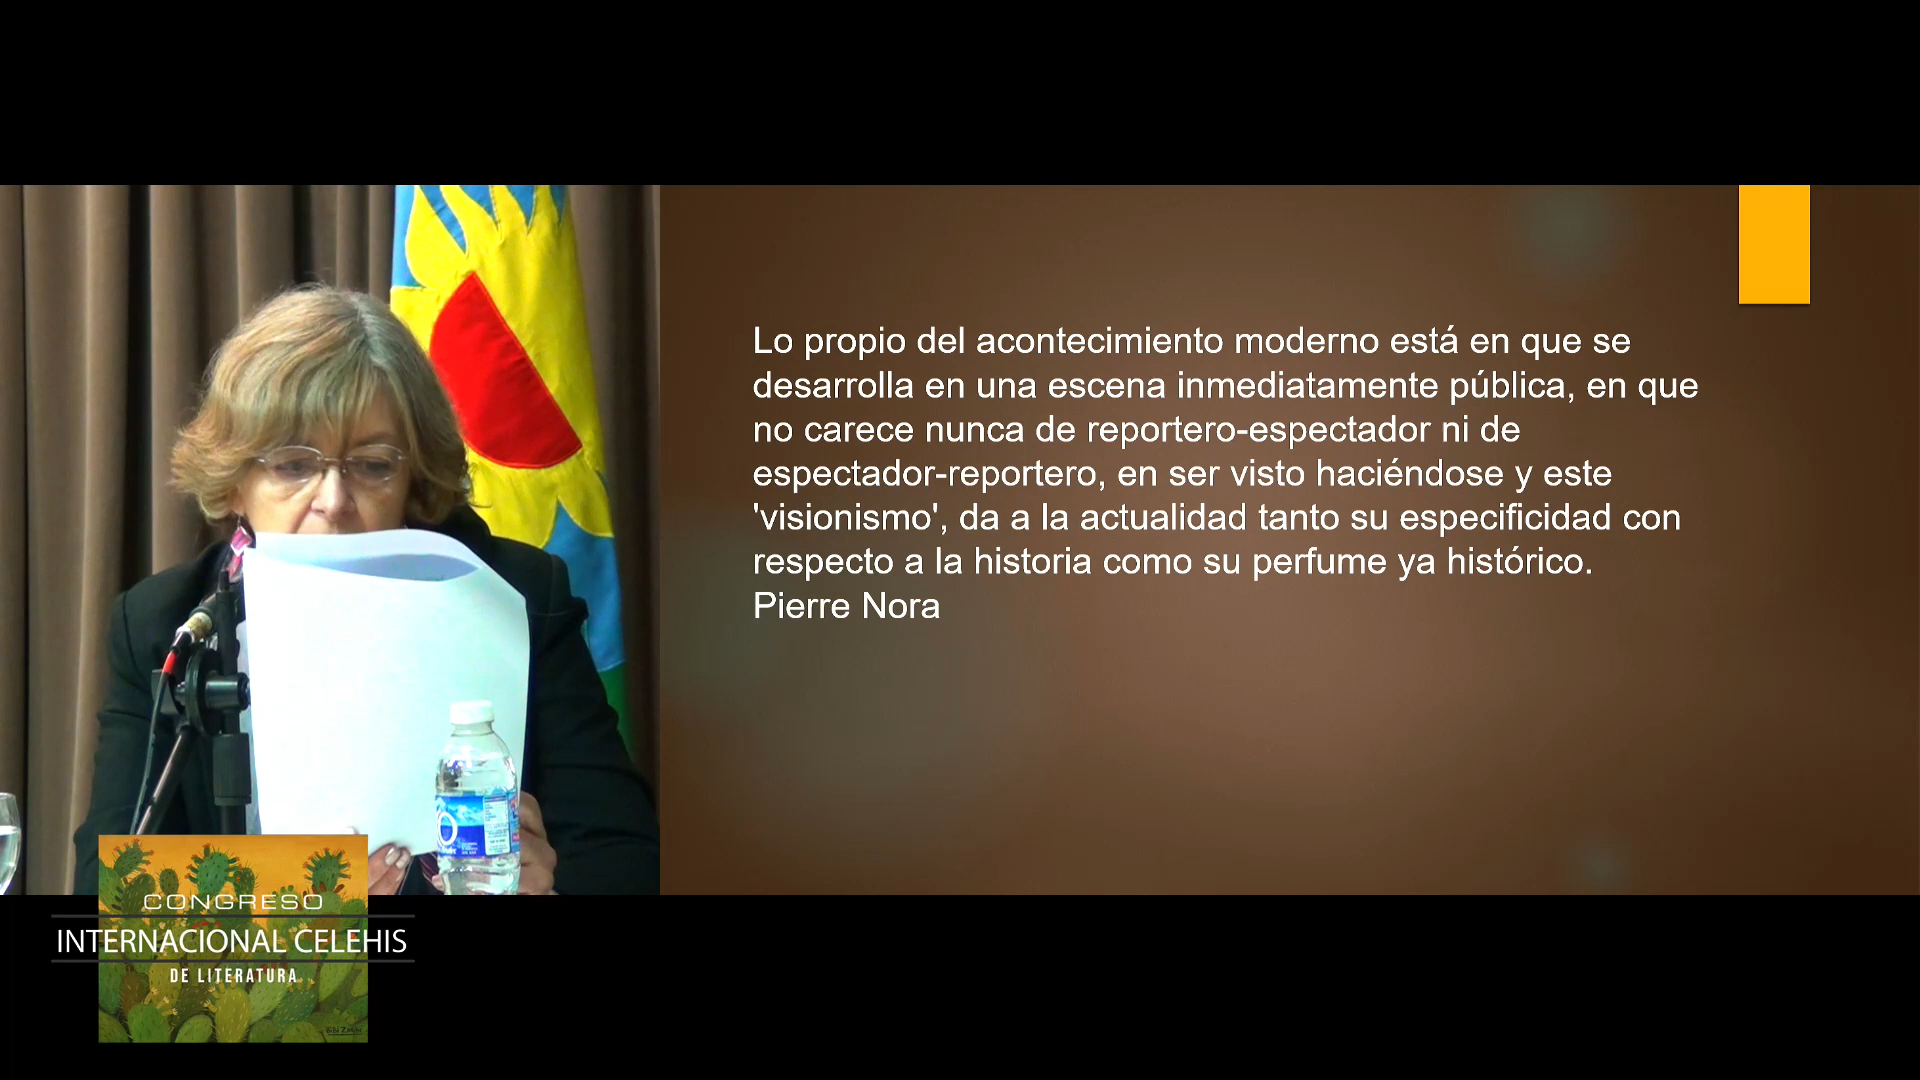 Lo propio del acontecimiento moderno está en que se
desarrolla en una escena inmediatamente pública, en que
no carece nunca de reportero-espectador ni de
espectador-reportero, en ser visto haciéndose y este
'visionismo', da a la actualidad tanto su especificidad con
respecto a la historia como su perfume ya histórico.
Pierre Nora
CONGRESO
INTERNACIONAL CELEHIS
DE LITERATURA